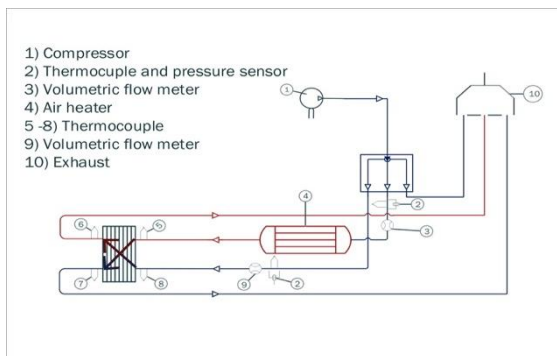 1) Compressor
2) Thermocuple and pressure sensor
3) Volumetric flow meter
4) Air heater
5 -8) Thermocouple
9) Volumetric flow meter
10) Exhaust
1
10
2
4
3
6
5
7
8
9
2